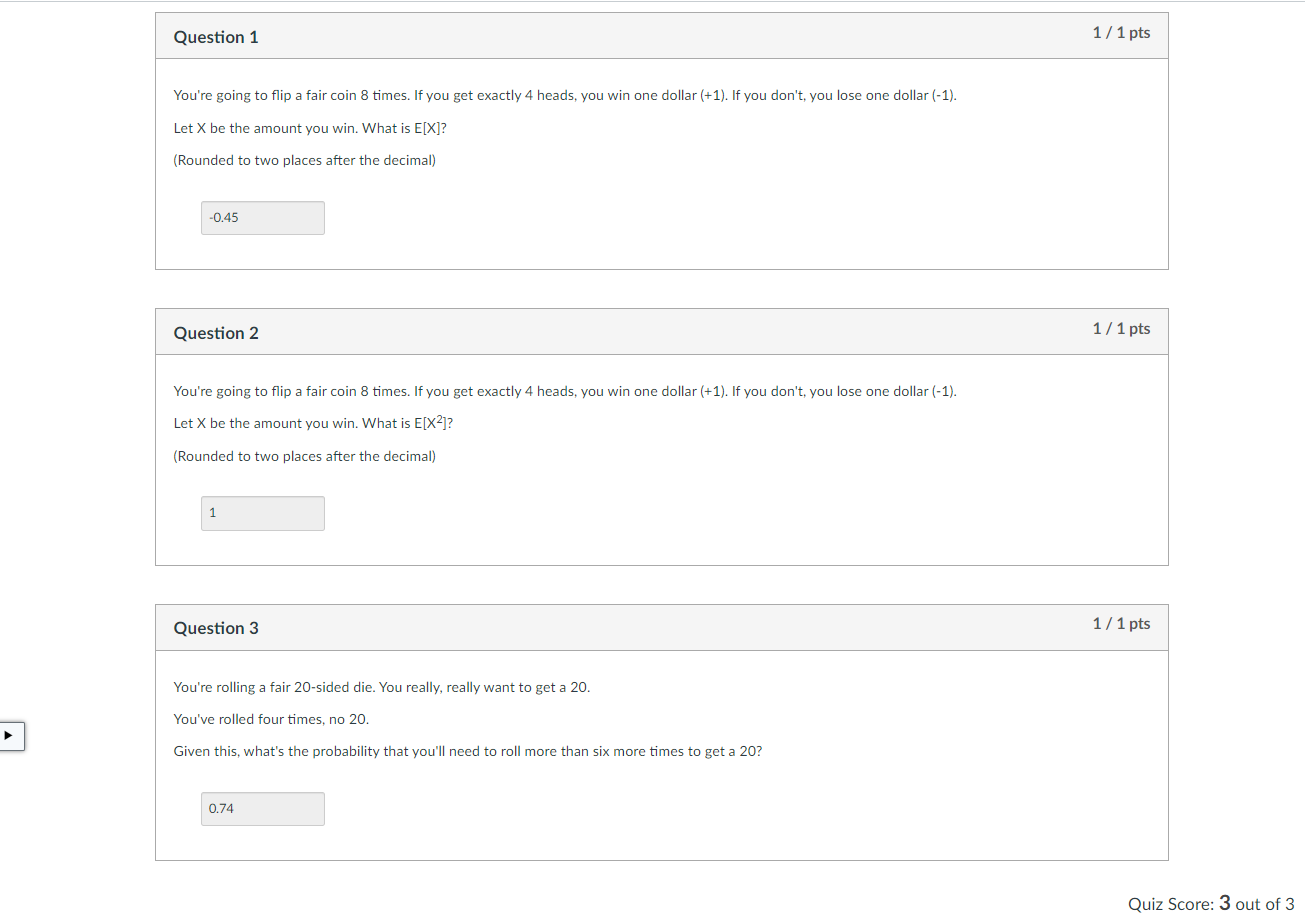 Question 1
1 / 1 pts
You're going to flip a fair coin 8 times. If you get exactly 4 heads, you win one dollar (+1). If you don't, you lose one dollar (-1).
Let X be the amount you win. What is E[X]?
(Rounded to two places after the decimal)
-0.45
Question 2
1 / 1 pts
You're going to flip a fair coin 8 times. If you get exactly 4 heads, you win one dollar (+1). If you don't, you lose one dollar (-1).
Let X be the amount you win. What is E[X²]?
(Rounded to two places after the decimal)
1
Question 3
1 / 1 pts
You're rolling a fair 20-sided die. You really, really want to get a 20.
You've rolled four times, no 20.
Given this, what's the probability that you'll need to roll more than six more times to get a 20?
0.74
Quiz Score: 3 out of 3